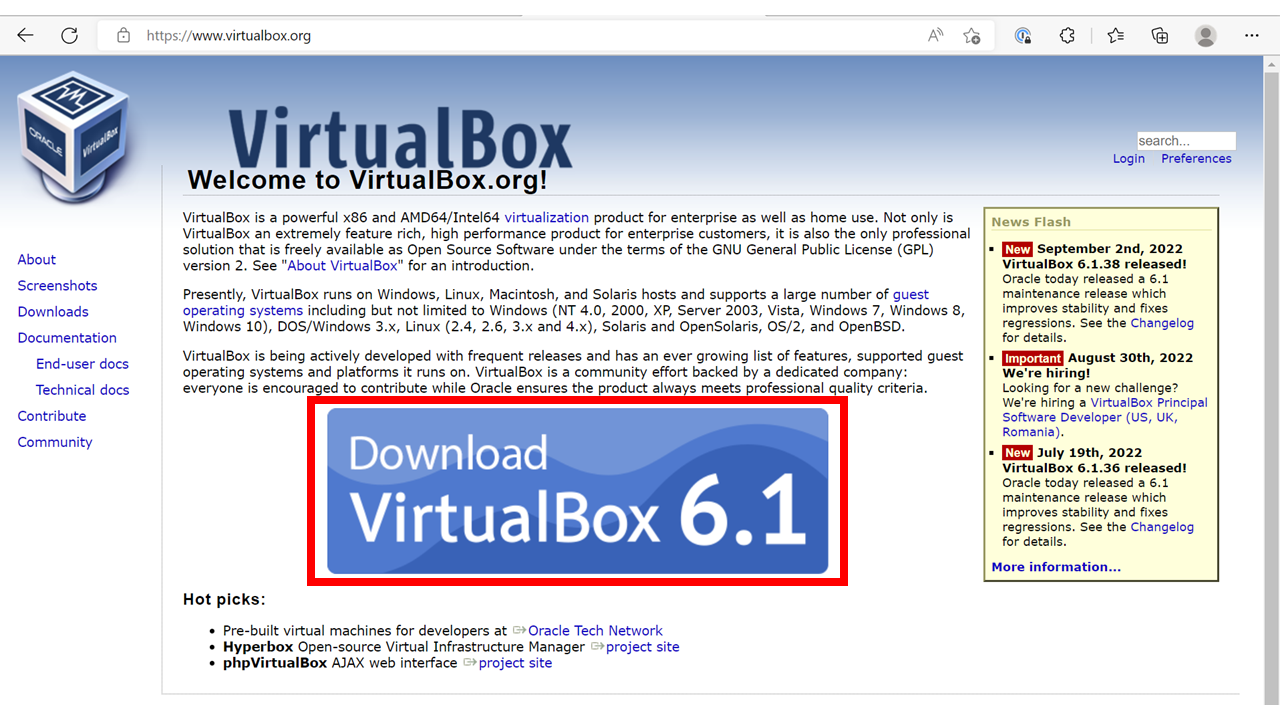 https://www.virtualbox.org
ORACLE
VirtualBox
VirtualBox
search...
Login Preferences
Welcome to VirtualBox.org!
About
Screenshots
Downloads
Documentation
End-user docs
Technical docs
Contribute
Community
VirtualBox is a powerful x86 and AMD64/Intel64 virtualization product for enterprise as well as home use. Not only is
VirtualBox an extremely feature rich, high performance product for enterprise customers, it is also the only professional
solution that is freely available as Open Source Software under the terms of the GNU General Public License (GPL)
version 2. See "About VirtualBox" for an introduction.
Presently, VirtualBox runs on Windows, Linux, Macintosh, and Solaris hosts and supports a large number of guest
operating systems including but not limited to Windows (NT 4.0, 2000, XP, Server 2003, Vista, Windows 7, Windows 8,
Windows 10), DOS/Windows 3.x, Linux (2.4, 2.6, 3.x and 4.x), Solaris and OpenSolaris, OS/2, and OpenBSD.
VirtualBox is being actively developed with frequent releases and has an ever growing list of features, supported guest
operating systems and platforms it runs on. VirtualBox is a community effort backed by a dedicated company:
everyone is encouraged to contribute while Oracle ensures the product always meets professional quality criteria.
Download
VirtualBox 6.1
Hot picks:
• Pre-built virtual machines for developers at Oracle Tech Network
• Hyperbox Open-source Virtual Infrastructure Manager project site
• phpVirtualBox AJAX web interface project site
News Flash
▪ New September 2nd, 2022
VirtualBox 6.1.38 released!
Oracle today released a 6.1
maintenance release which
improves stability and fixes
regressions. See the Changelog
for details.
▪ Important August 30th, 2022
We're hiring!
Looking for a new challenge?
We're hiring a VirtualBox Principal
Software Developer (US, UK,
Romania).
▪ New July 19th, 2022
VirtualBox 6.1.36 released!
Oracle today released a 6.1
maintenance release which
improves stability and fixes
regressions. See the Changelog
for details.
More information...